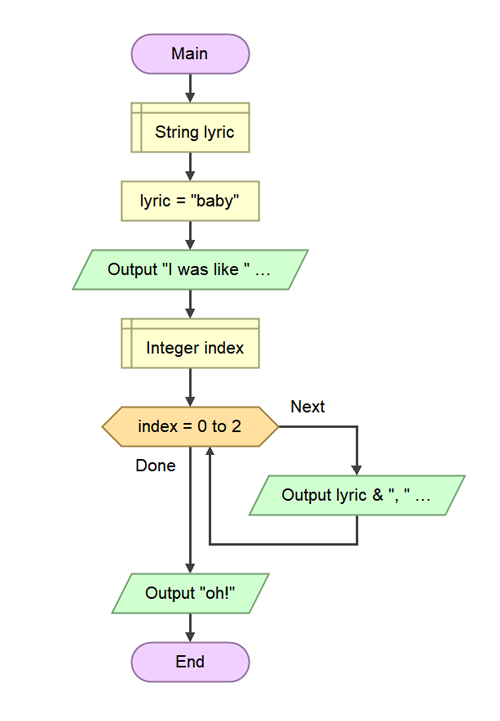 Main
String lyric
lyric = "baby"
Output "I was like " ...
Integer index
index = 0 to 2
Next
Done
Output lyric & ", " ...
Output "oh!"
End